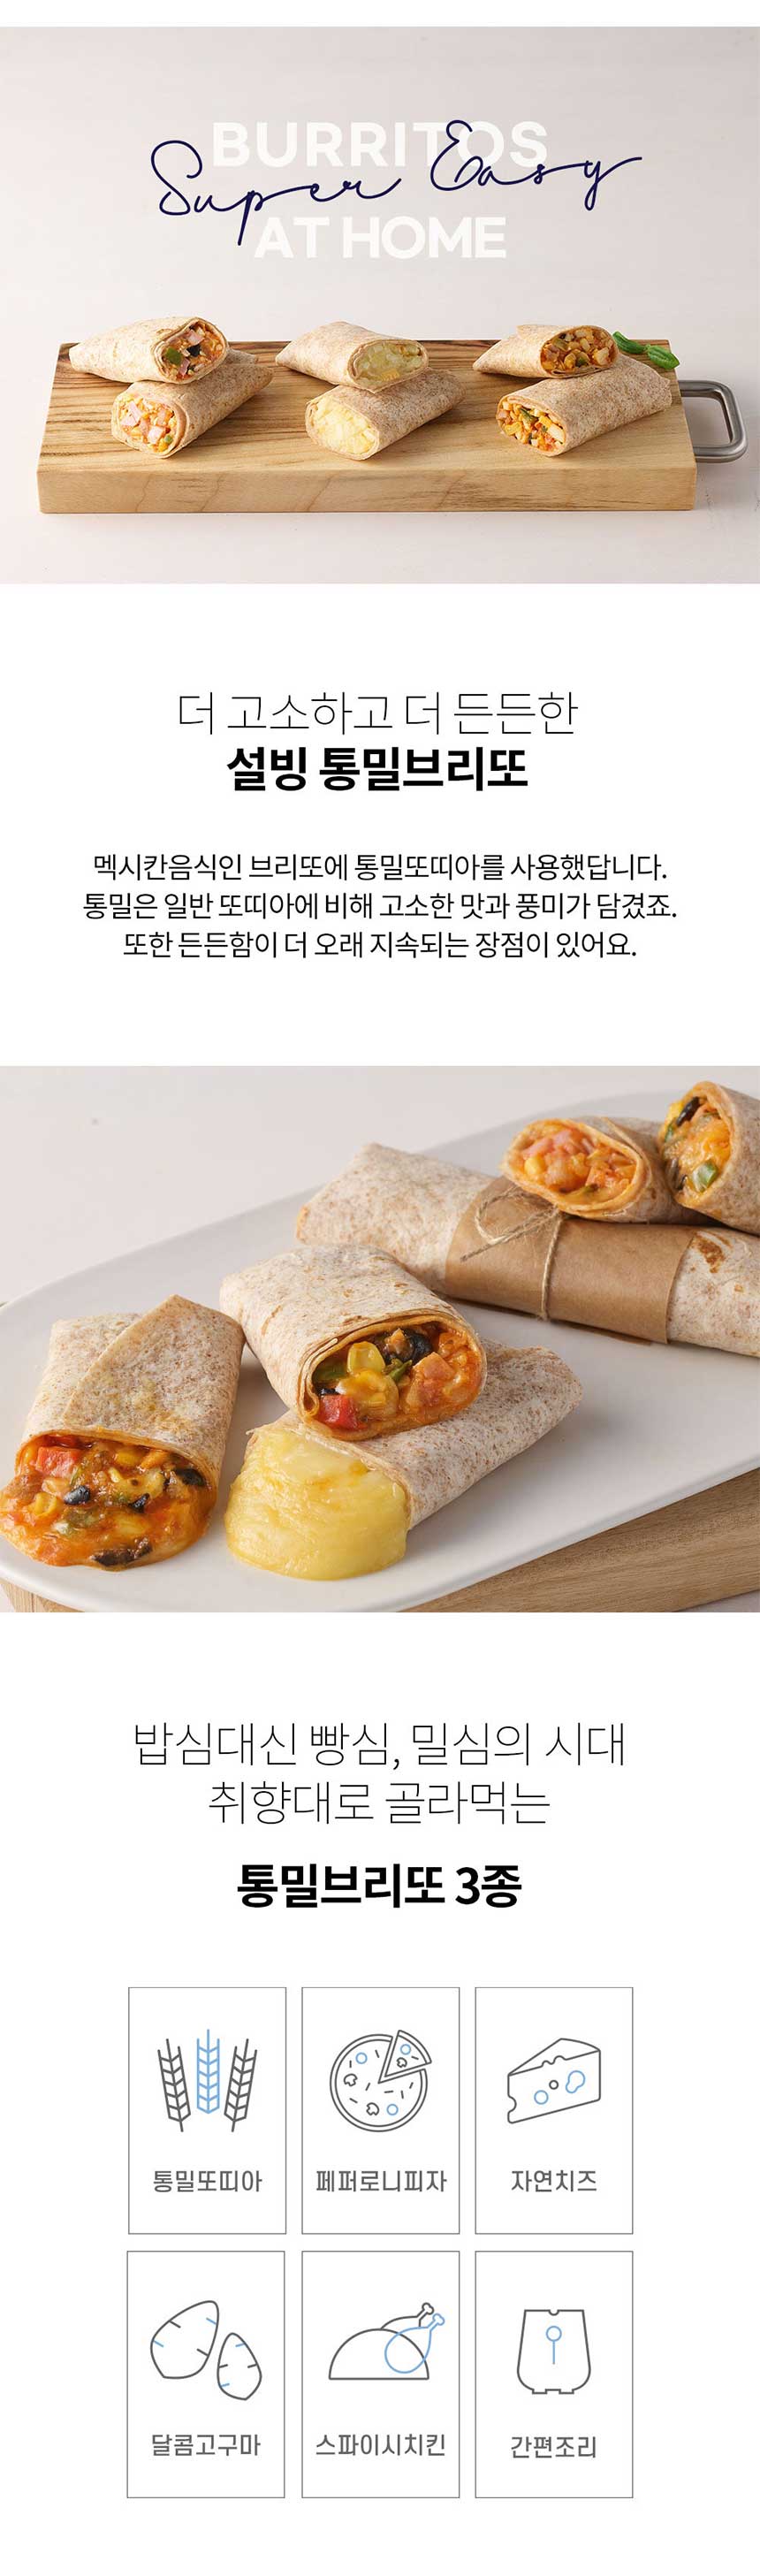 BURRITOS
Super Easy
AT HOME
더 고소하고 더 든든한
설빙 통밀브리또
멕시칸음식인 브리또에 통밀또띠아를 사용했답니다.
통밀은 일반 또띠아에 비해 고소한 맛과 풍미가 담겼죠.
또한 든든함이 더 오래 지속되는 장점이 있어요.
밥심대신 빵심, 밀심의 시대
취향대로 골라먹는
통밀브리또 3종
통밀또띠아
페퍼로니피자
자연치즈
달콤고구마
스파이시치킨
간편조리